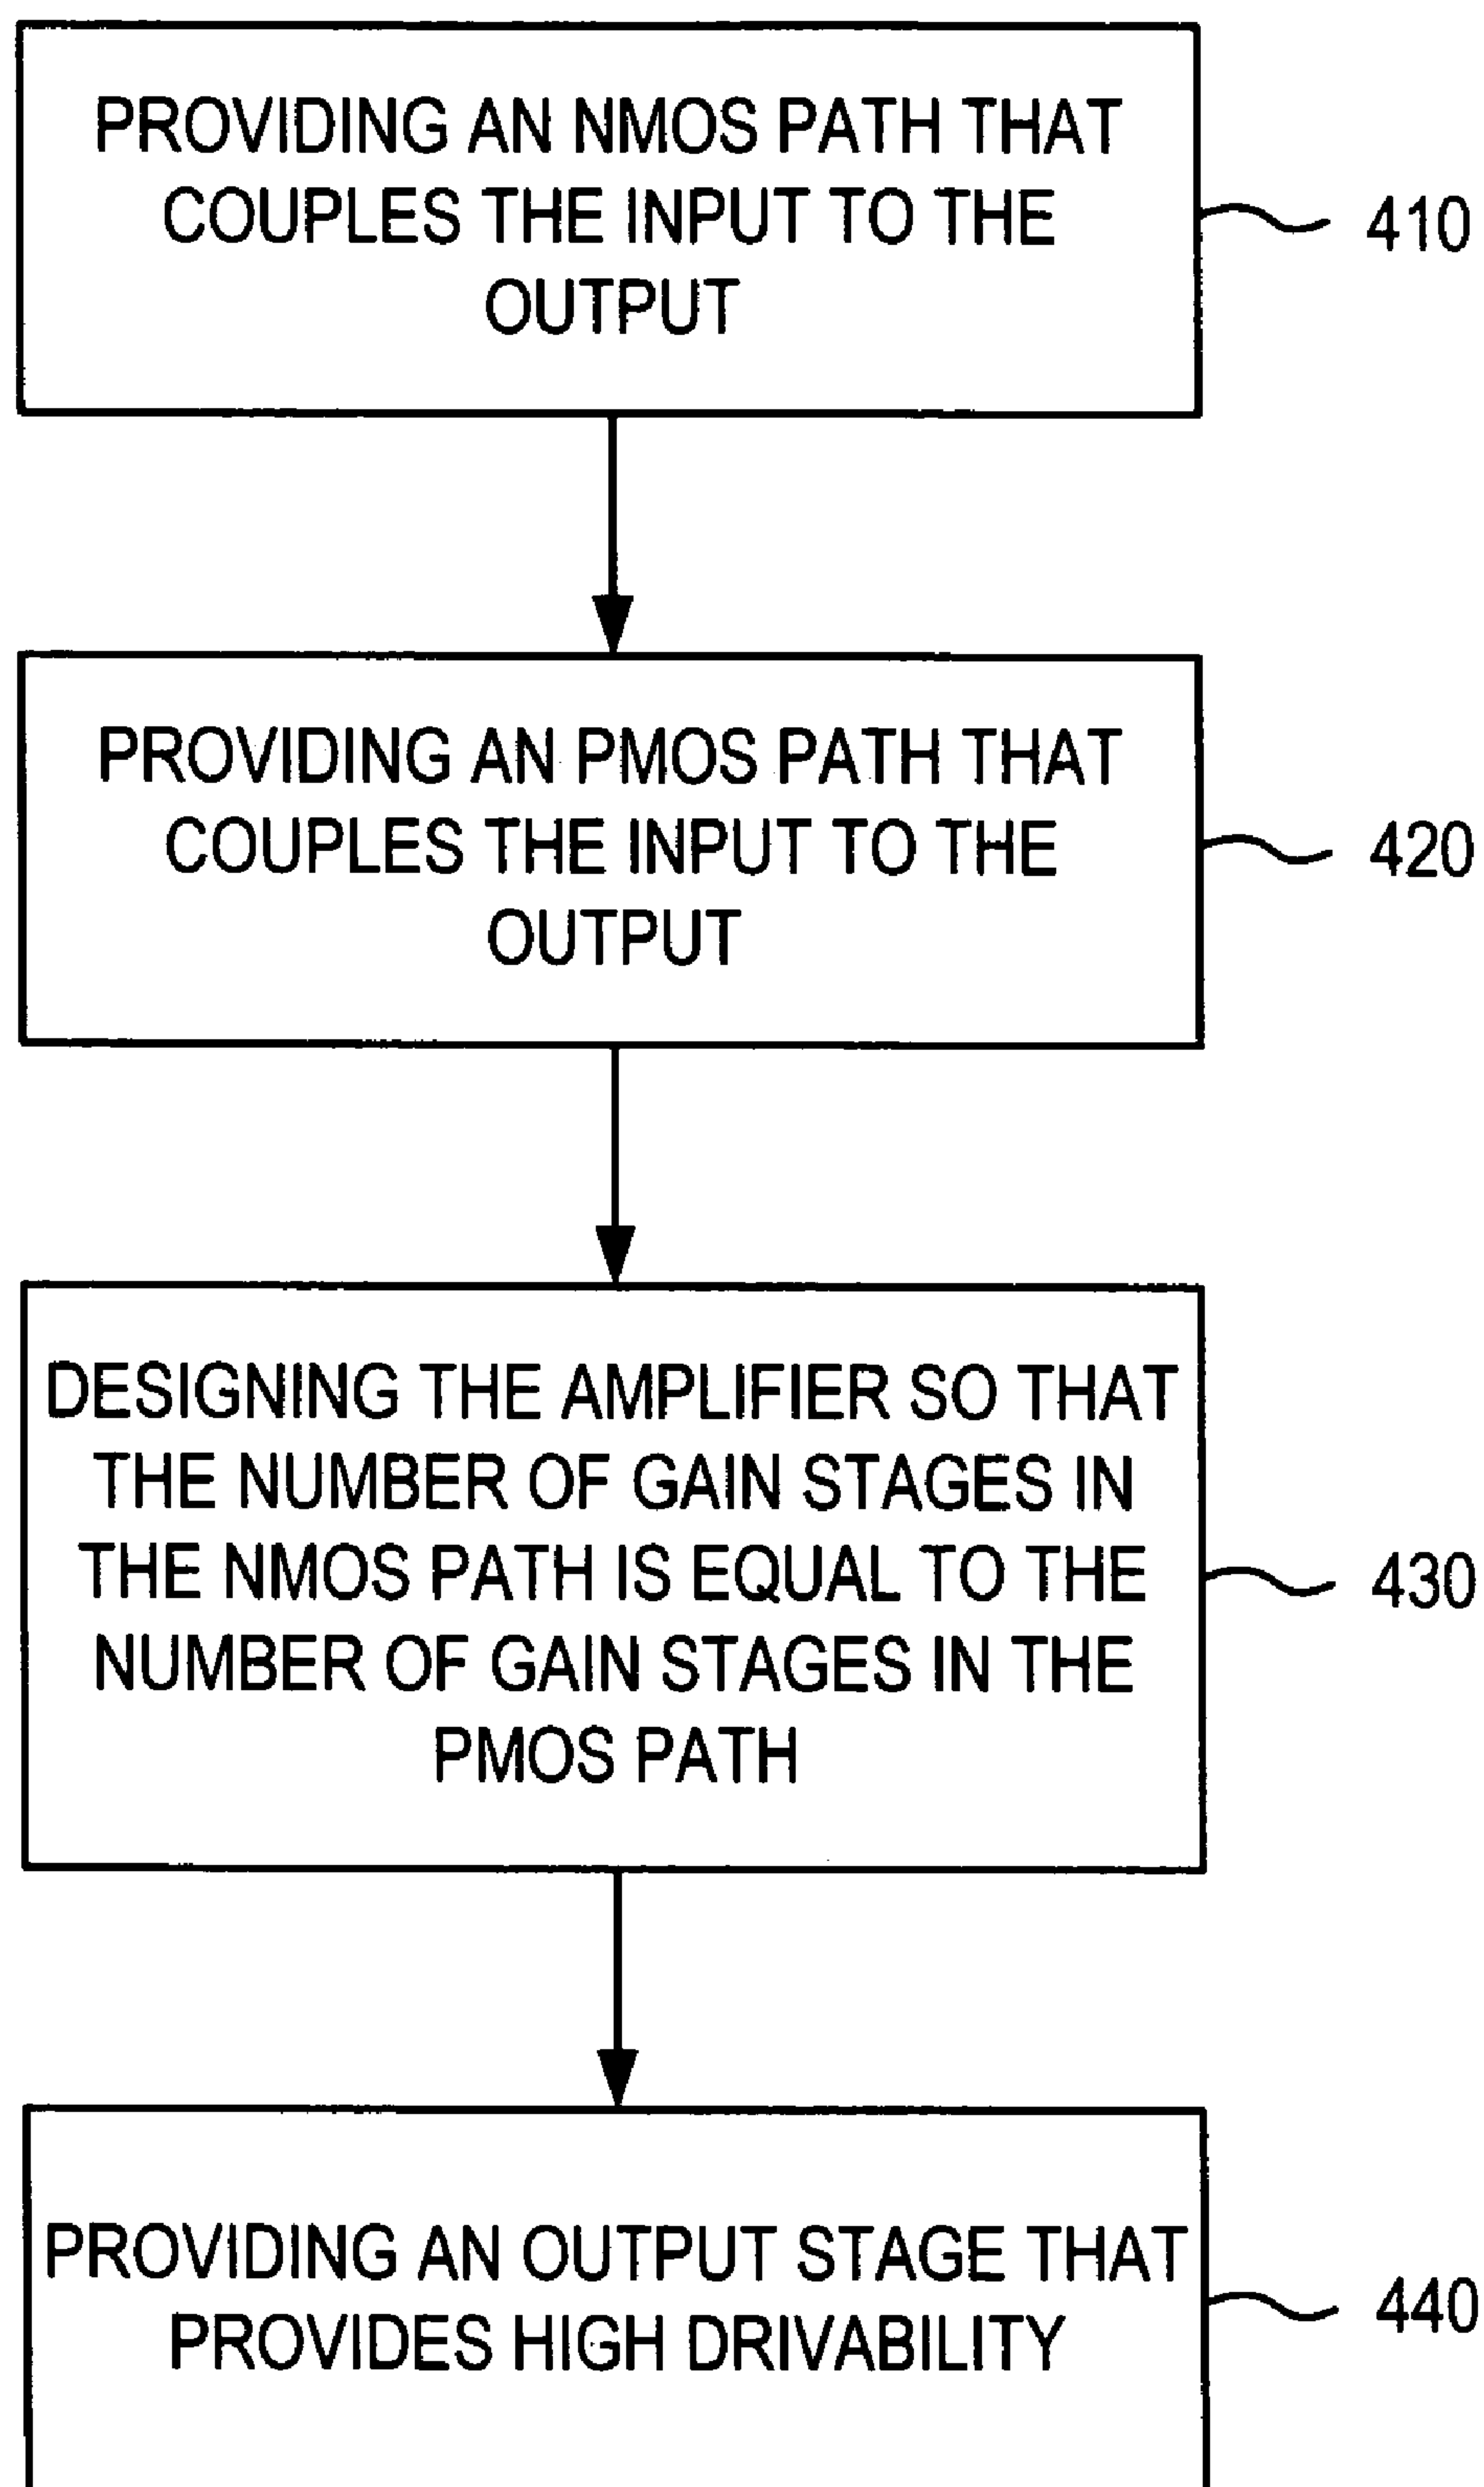 PROVIDING AN NMOS PATH THAT
COUPLES THE INPUT TO THE
OUTPUT
410
PROVIDING AN PMOS PATH THAT
COUPLES THE INPUT TO THE
OUTPUT
420
DESIGNING THE AMPLIFIER SO THAT
THE NUMBER OF GAIN STAGES IN
THE NMOS PATH IS EQUAL TO THE
NUMBER OF GAIN STAGES IN THE
PMOS PATH
430
PROVIDING AN OUTPUT STAGE THAT
PROVIDES HIGH DRIVABILITY
440